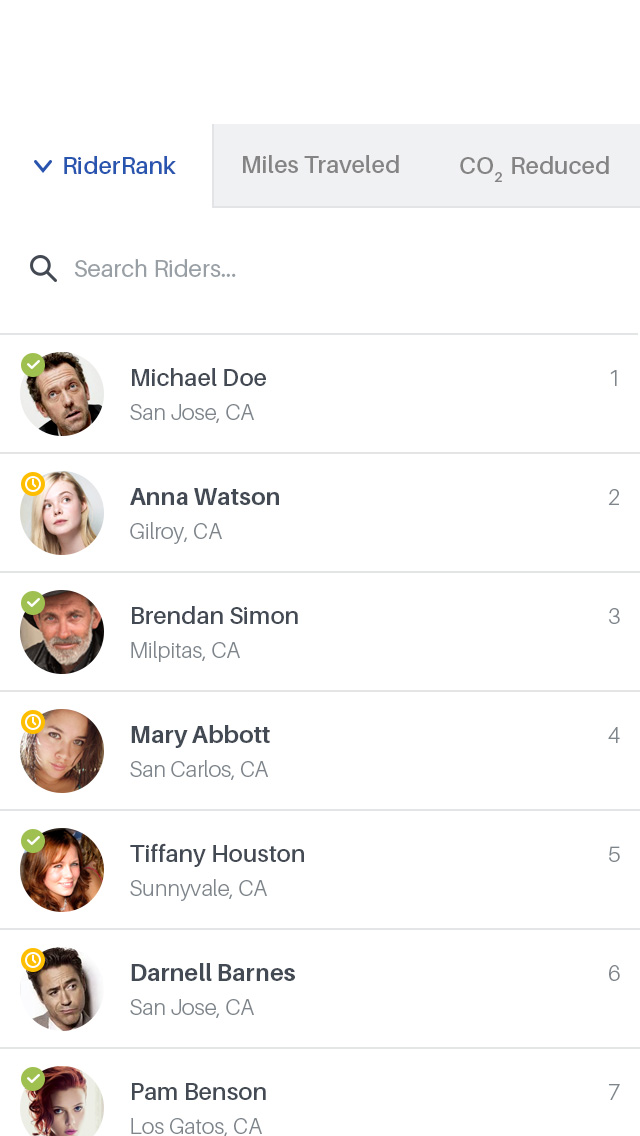 RiderRank Miles Traveled CO₂ Reduced
Search Riders...
Michael Doe 1
San Jose, CA
Anna Watson 2
Gilroy, CA
Brendan Simon 3
Milpitas, CA
Mary Abbott 4
San Carlos, CA
Tiffany Houston 5
Sunnyvale, CA
Darnell Barnes 6
San Jose, CA
Pam Benson 7
Los Gatos, CA